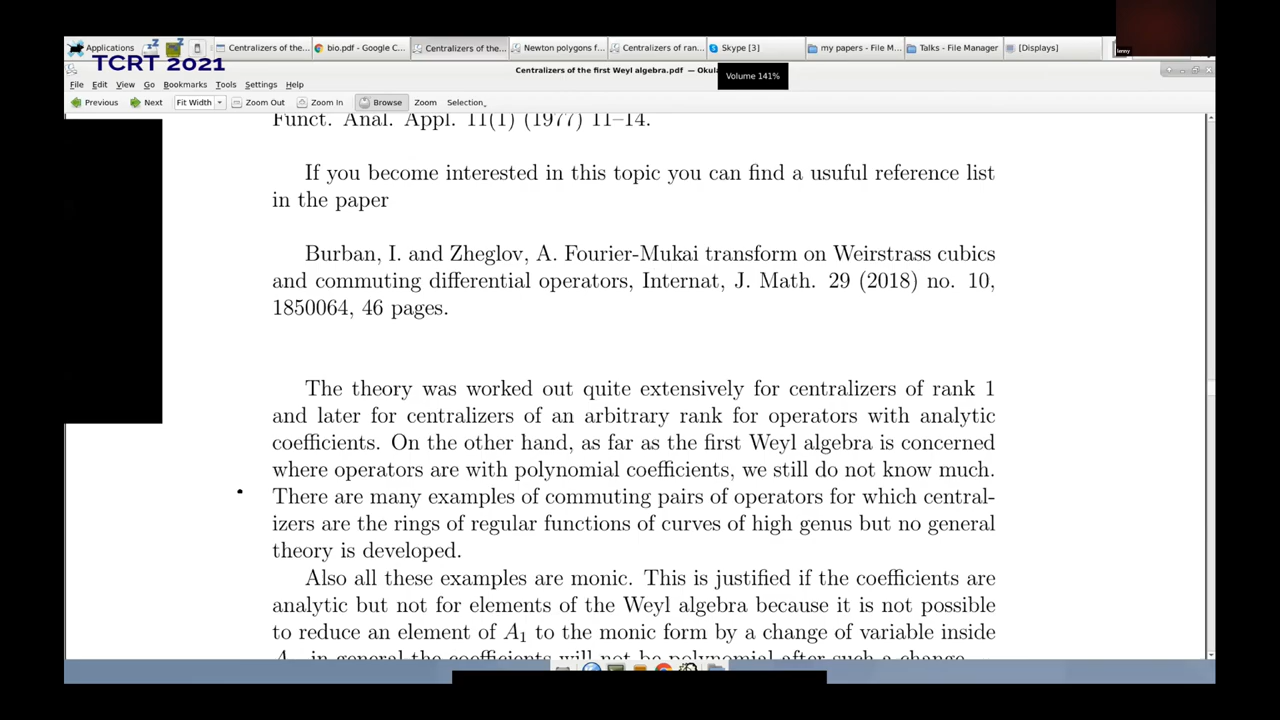 Applications
Centralizers of the...
bio.pdf - Google C...
Centralizers of the...
Newton polygons f...
Centralizers of ran...
Skype [3]
my papers - File M...
Talks - File Manager
[Displays]
TCRT 2021
Centralizers of the first Weyl algebra.pdf — Okul
Volume 141%
File Edit View Go Bookmarks Tools Settings Help
Previous Next Fit Width Zoom Out Zoom In Browse Zoom Selection
Funct. Anal. Appl. 11(1) (1977) 11–14.
If you become interested in this topic you can find a usuful reference list
in the paper
Burban, I. and Zheglov, A. Fourier-Mukai transform on Weirstrass cubics
and commuting differential operators, Internat, J. Math. 29 (2018) no. 10,
1850064, 46 pages.
The theory was worked out quite extensively for centralizers of rank 1
and later for centralizers of an arbitrary rank for operators with analytic
coefficients. On the other hand, as far as the first Weyl algebra is concerned
where operators are with polynomial coefficients, we still do not know much.
There are many examples of commuting pairs of operators for which central-
izers are the rings of regular functions of curves of high genus but no general
theory is developed.
Also all these examples are monic. This is justified if the coefficients are
analytic but not for elements of the Weyl algebra because it is not possible
to reduce an element of A₁ to the monic form by a change of variable inside
in general the coefficients will not be polynomial after such a change